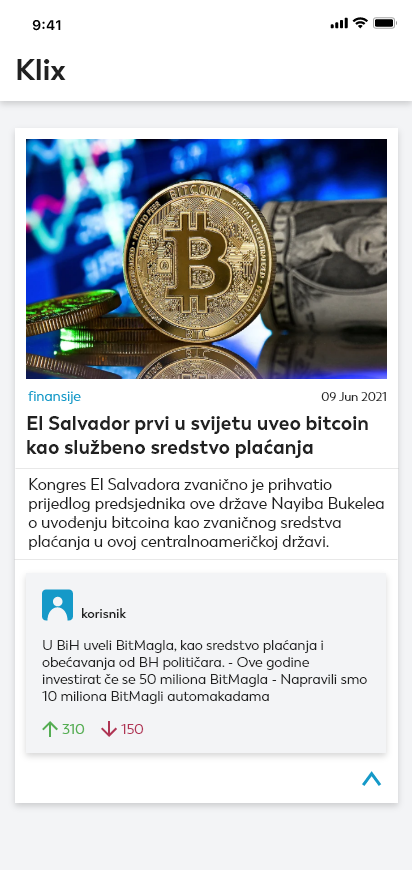 9:41
Klix
BITCOIN
finansije
09 Jun 2021
El Salvador prvi u svijetu uveo bitcoin
kao službeno sredstvo plaćanja
Kongres El Salvadora zvanično je prihvatio
prijedlog predsjednika ove države Nayiba Bukelea
o uvođenju bitcoina kao zvaničnog sredstva
plaćanja u ovoj centralnoameričkoj državi.
korisnik
U BiH uveli BitMagla, kao sredstvo plaćanja i
obećavanja od BH političara. - Ove godine
investirat če se 50 miliona BitMagla - Napravili smo
10 miliona BitMagli automakadama
310
150